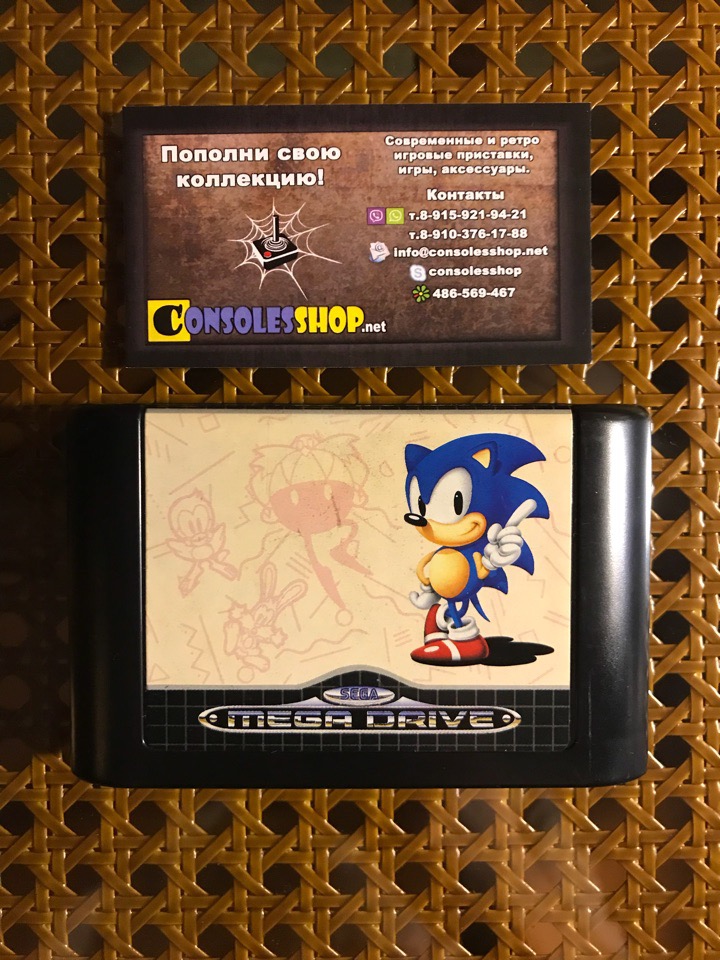 Пополни свою
коллекцию!
CONSOLESSHOP.net
Современные и ретро
игровые приставки,
игры, аксессуары.
Контакты
т.8-915-921-94-21
т.8-910-376-17-88
info@consolesshop.net
consolesshop
486-569-467
SEGA
MEGA DRIVE